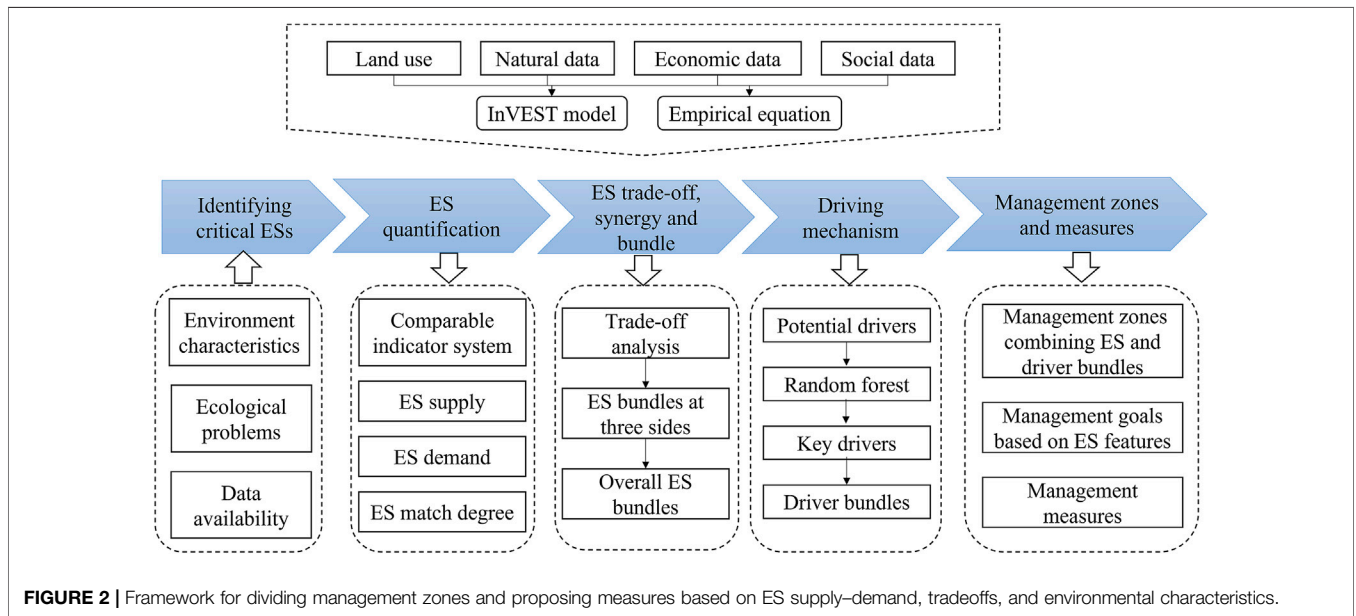 Land use
Natural data
Economic data
Social data
InVEST model
Empirical equation
Identifying
critical ESs
ES
quantification
ES trade-off,
synergy and
bundle
Driving
mechanism
Management zones
and measures
Environment
characteristics
Ecological
problems
Data
availability
Comparable
indicator system
ES supply
ES demand
ES match degree
Trade-off
analysis
ES bundles at
three sides
Overall ES
bundles
Potential drivers
Random forest
Key drivers
Driver bundles
Management zones
combining ES and
driver bundles
Management goals
based on ES features
Management
measures
FIGURE 2 | Framework for dividing management zones and proposing measures based on ES supply–demand, tradeoffs, and environmental characteristics.